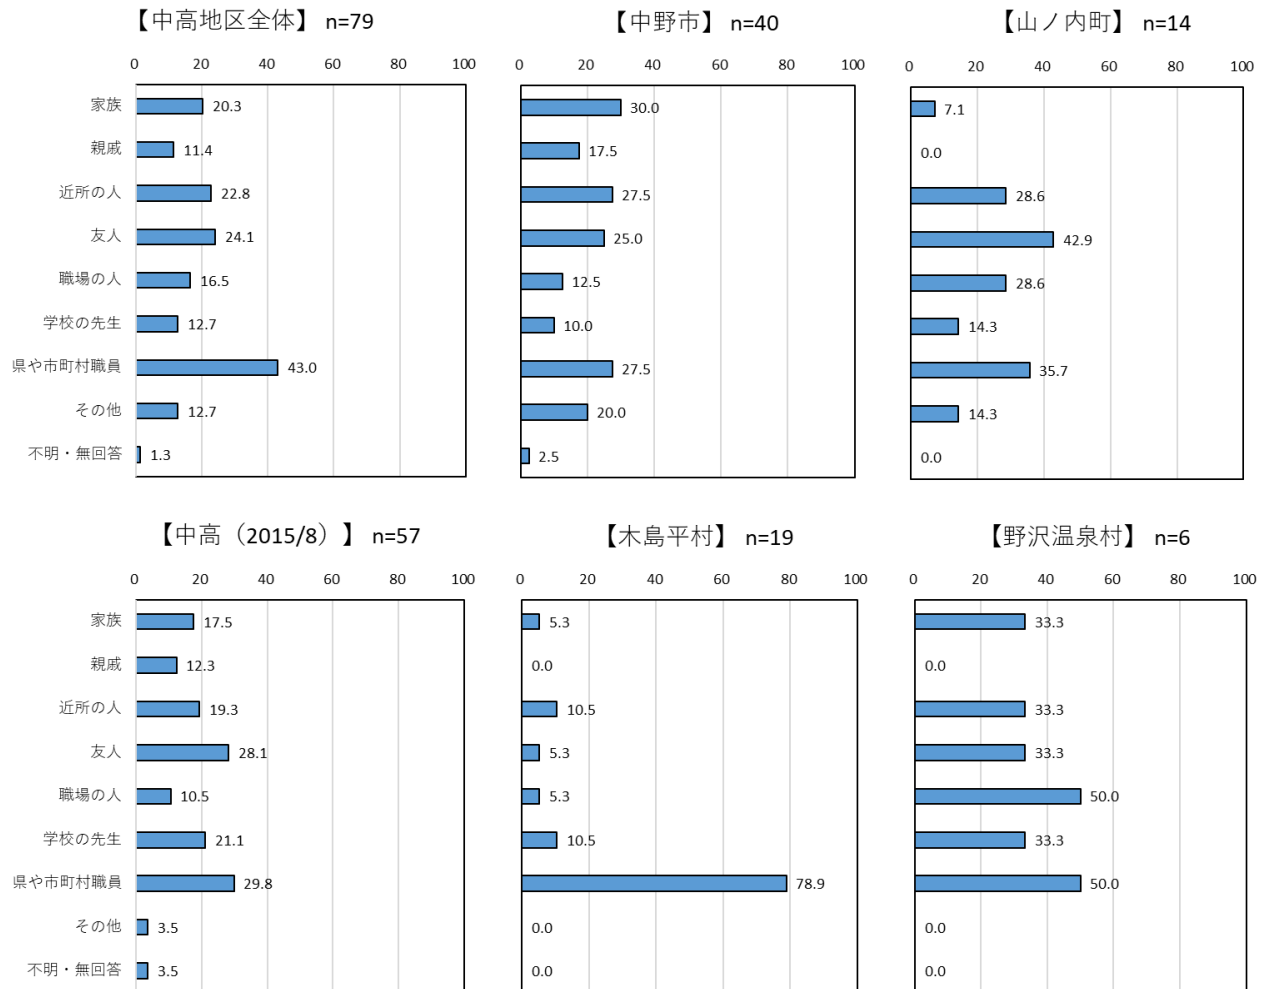 【中高地区全体】 n=79
0 20 40 60 80 100
家族 20.3
親戚 11.4
近所の人 22.8
友人 24.1
職場の人 16.5
学校の先生 12.7
県や市町村職員 43.0
その他 12.7
不明・無回答 1.3
【中野市】 n=40
0 20 40 60 80 100
30.0
17.5
27.5
25.0
12.5
10.0
27.5
20.0
2.5
【山ノ内町】 n=14
0 20 40 60 80 100
7.1
0.0
28.6
42.9
28.6
14.3
35.7
14.3
0.0
【中高（2015/8）】 n=57
0 20 40 60 80 100
家族 17.5
親戚 12.3
近所の人 19.3
友人 28.1
職場の人 10.5
学校の先生 21.1
県や市町村職員 29.8
その他 3.5
不明・無回答 3.5
【木島平村】 n=19
0 20 40 60 80 100
5.3
0.0
10.5
5.3
5.3
10.5
78.9
0.0
0.0
【野沢温泉村】 n=6
0 20 40 60 80 100
33.3
0.0
33.3
33.3
50.0
33.3
50.0
0.0
0.0